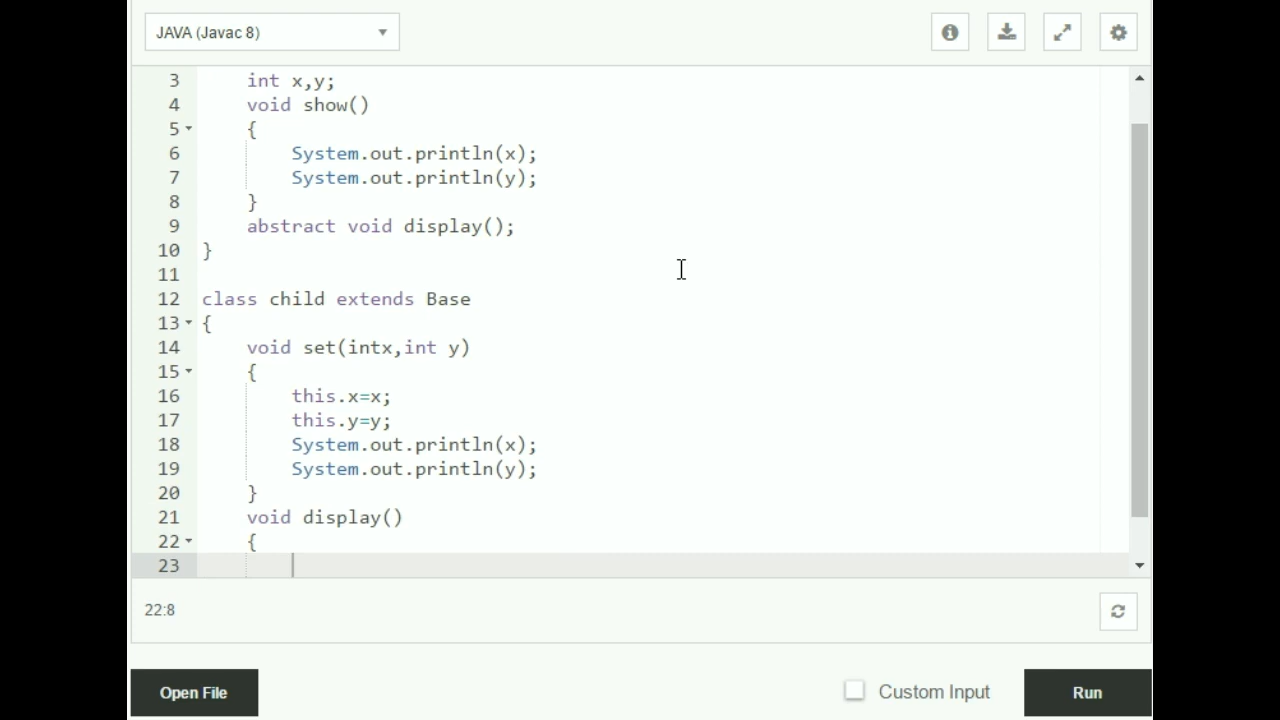 JAVA (Javac 8)
3 int x,y;
4 void show()
5 {
6 System.out.println(x);
7 System.out.println(y);
8 }
9 abstract void display();
10 }
11
12 class child extends Base
13 {
14 void set(intx,int y)
15 {
16 this.x=x;
17 this.y=y;
18 System.out.println(x);
19 System.out.println(y);
20 }
21 void display()
22 {
23
22:8
Open File Custom Input Run